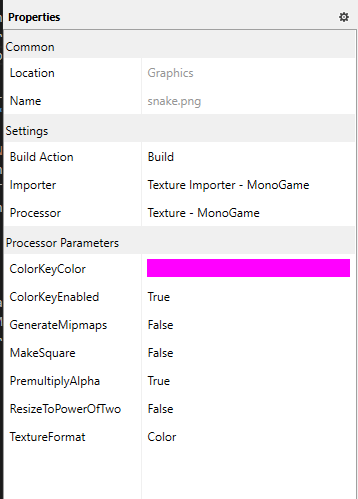 Properties
Common
Location Graphics
Name snake.png
Settings
Build Action Build
Importer Texture Importer - MonoGame
Processor Texture - MonoGame
Processor Parameters
ColorKeyColor
ColorKeyEnabled True
GenerateMipmaps False
MakeSquare False
PremultiplyAlpha True
ResizeToPowerOfTwo False
TextureFormat Color